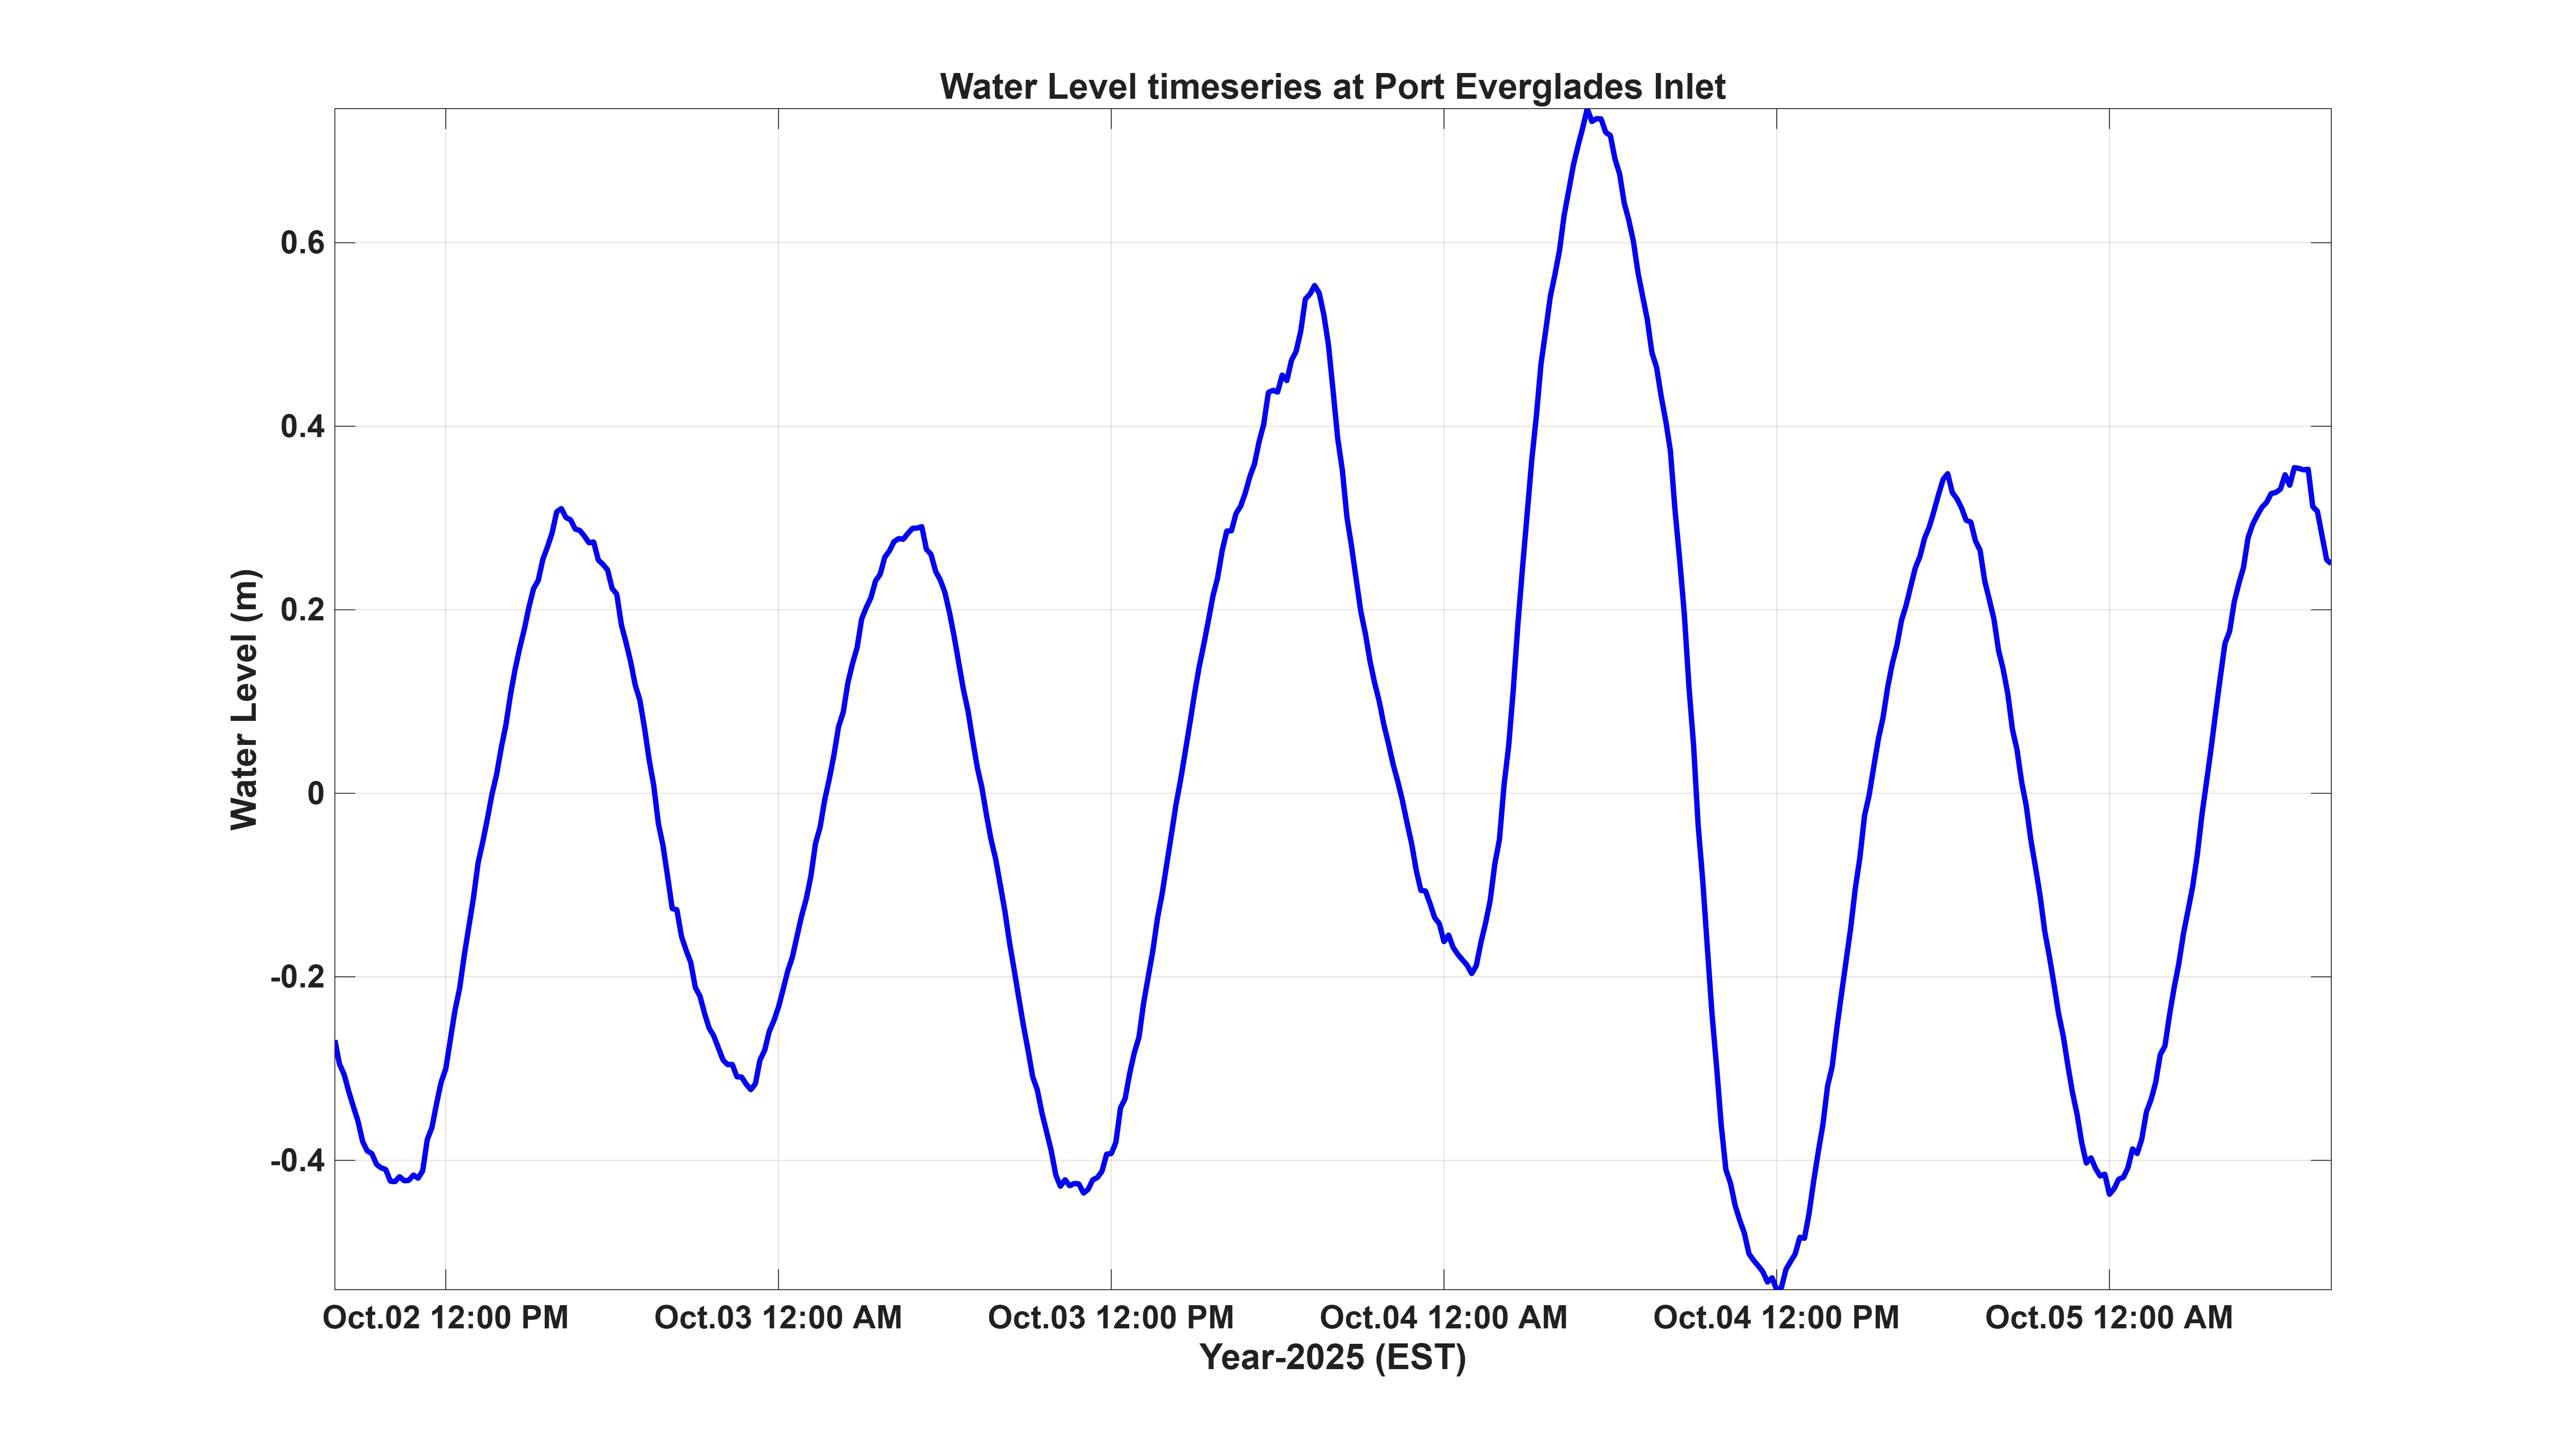 Water Level timeseries at Port Everglades Inlet
0.6
0.4
0.2
0
-0.2
-0.4
Water Level (m)
Oct.02 12:00 PM
Oct.03 12:00 AM
Oct.03 12:00 PM
Oct.04 12:00 AM
Oct.04 12:00 PM
Oct.05 12:00 AM
Year-2025 (EST)